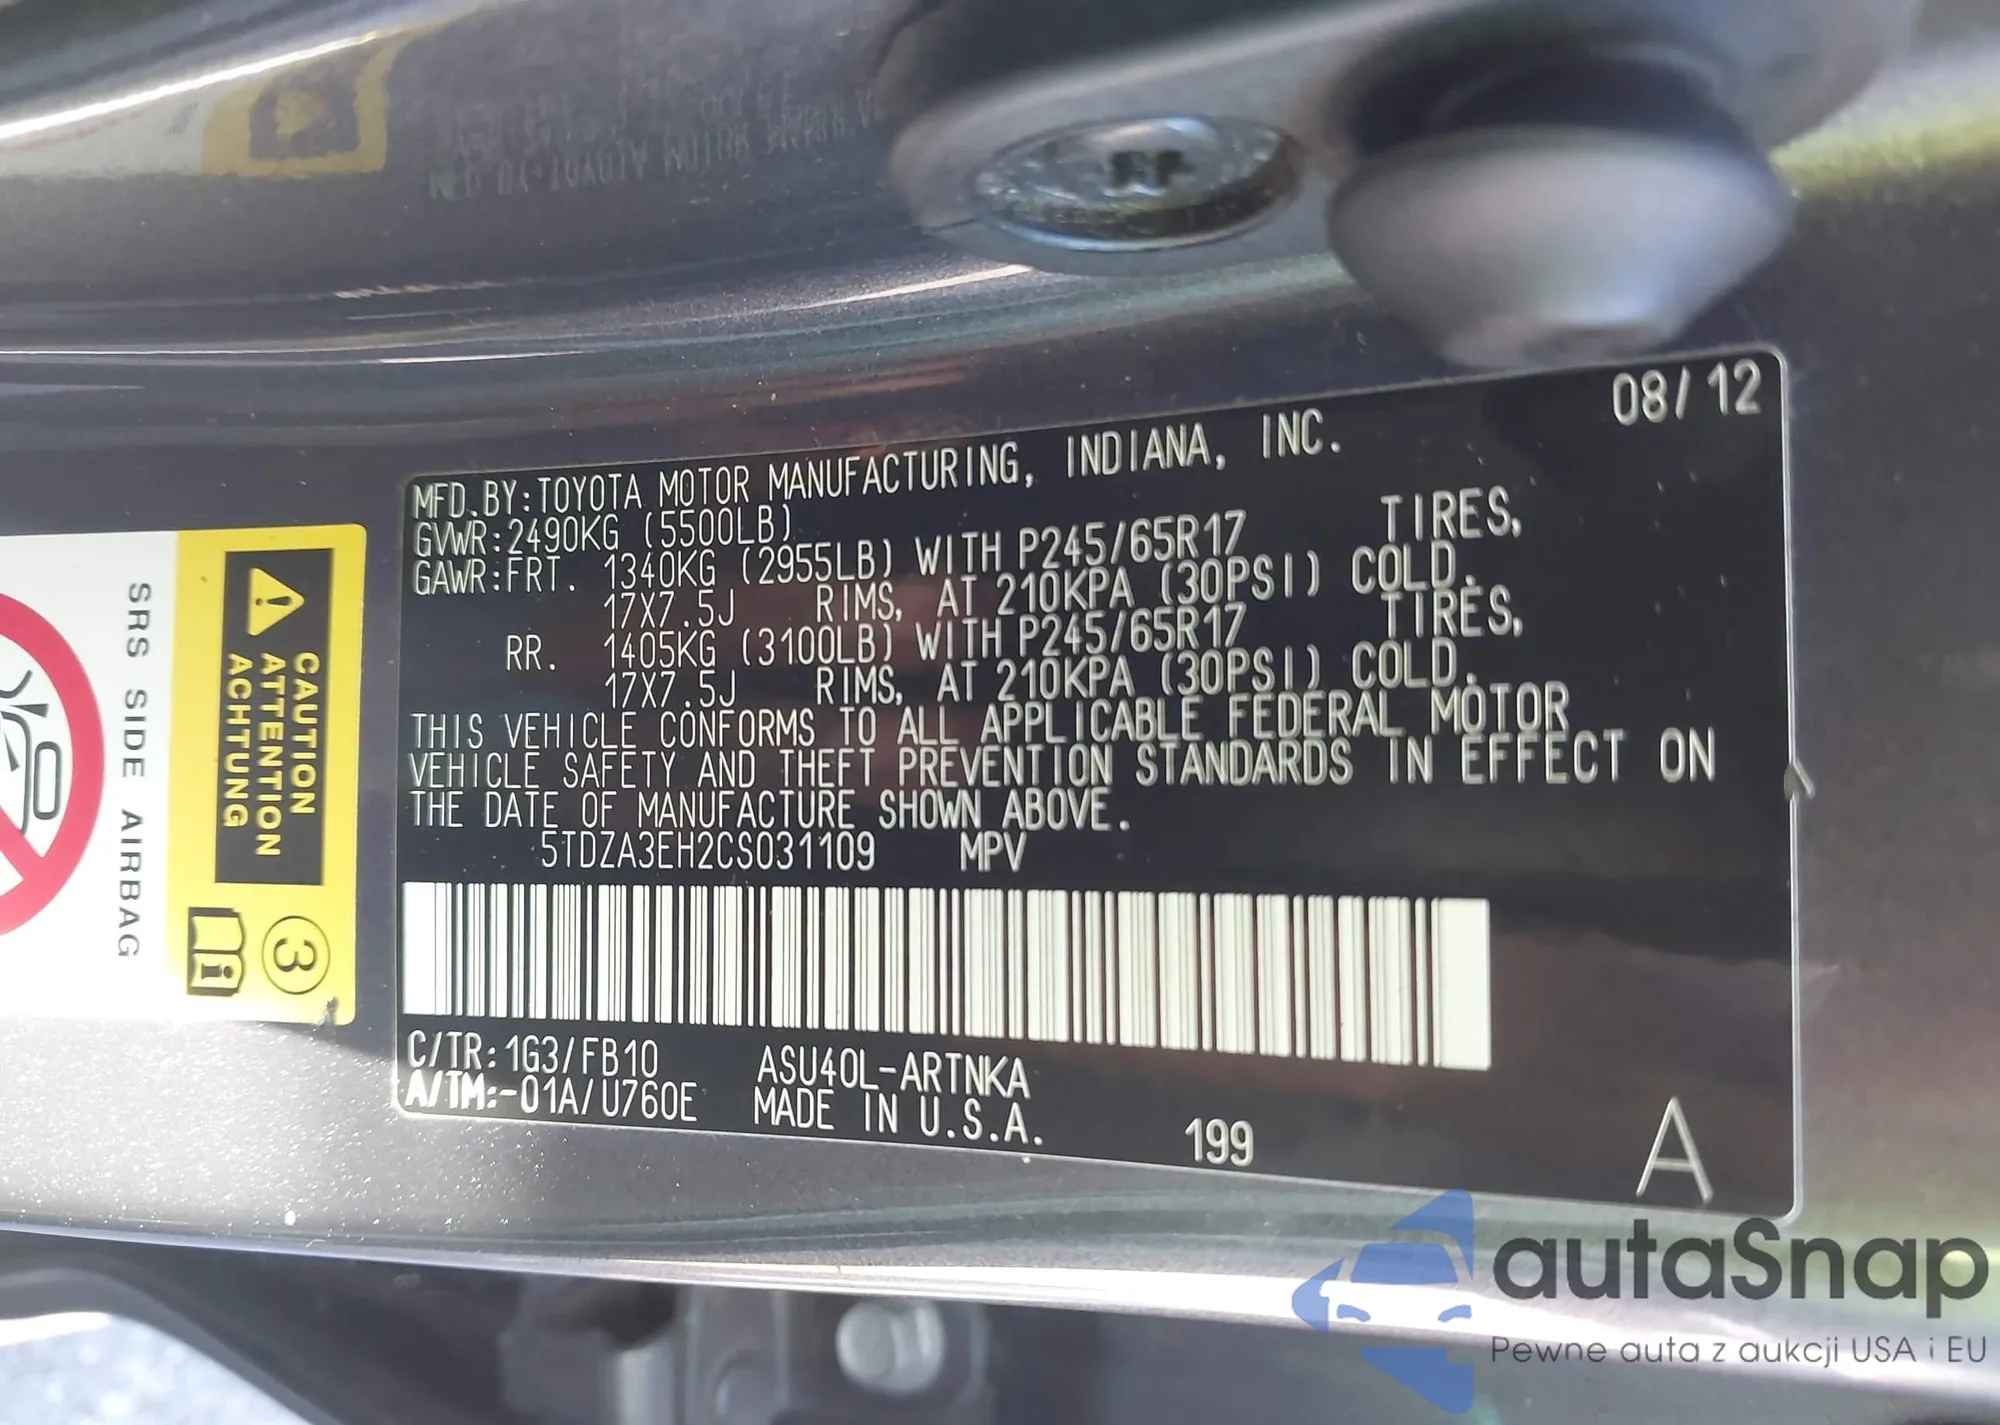 08/12
MFD.BY:TOYOTA MOTOR MANUFACTURING, INDIANA, INC.
GVWR:2490KG (5500LB)
GAWR:FRT. 1340KG (2955LB) WITH P245/65R17 TIRES,
17X7.5J RIMS, AT 210KPA (30PSI) COLD.
RR. 1405KG (3100LB) WITH P245/65R17 TIRES,
17X7.5J RIMS, AT 210KPA (30PSI) COLD.
THIS VEHICLE CONFORMS TO ALL APPLICABLE FEDERAL MOTOR
VEHICLE SAFETY AND THEFT PREVENTION STANDARDS IN EFFECT ON
THE DATE OF MANUFACTURE SHOWN ABOVE.
5TDZA3EH2CS031109 MPV
C/TR:1G3/FB10 ASU40L-ARTNKA
A/TM:-01A/U760E MADE IN U.S.A.
199
A
CAUTION
ATTENTION
ACHTUNG
3
i
SRS SIDE AIRBAG
autaSnap
Pewne auta z aukcji USA i EU